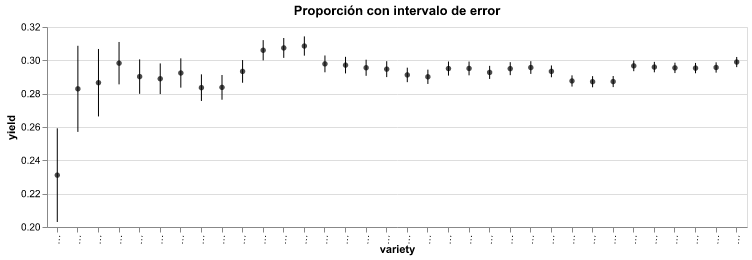 Proporción con intervalo de error
yield
0.32
0.30
0.28
0.26
0.24
0.22
0.20
… … … … … … … … … … … … … … … … … … … … … … … … … … … … … … … … … …
variety